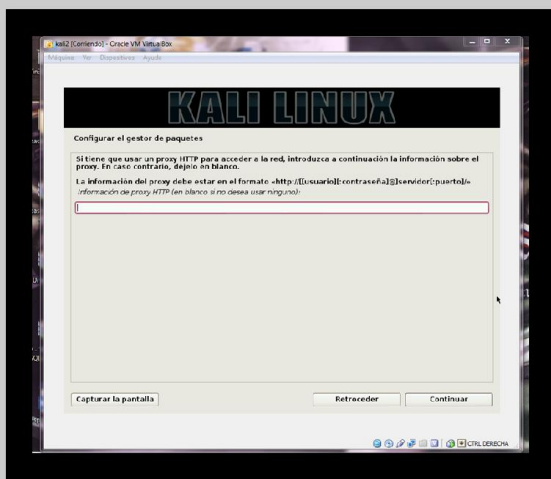 kali2 [Corriendo] - Oracle VM VirtualBox
Máquina Ver Dispositivos Ayuda
KALI LINUX
Configurar el gestor de paquetes
Si tiene que usar un proxy HTTP para acceder a la red, introduzca a continuación la información sobre el
proxy. En caso contrario, déjelo en blanco.
La información del proxy debe estar en el formato «http://[[usuario][:contraseña]@]servidor[:puerto]/»
Información de proxy HTTP (en blanco si no desea usar ninguno):
Capturar la pantalla
Retroceder
Continuar
CTRL DERECHA